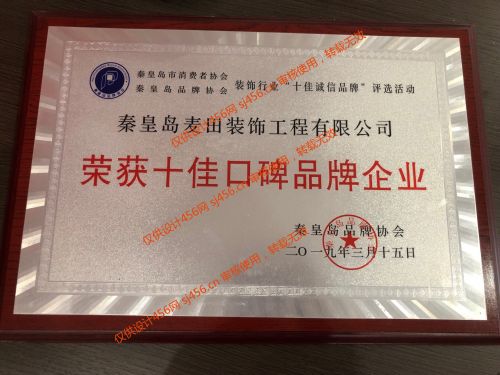 秦皇岛市消费者协会
秦皇岛品牌协会
装饰行业“十佳诚信品牌”评选活动
秦皇岛麦田装饰工程有限公司
荣获十佳口碑品牌企业
秦皇岛品牌协会
二〇一九年三月十五日
仅供设计456网 sj456.cn 审核使用，转载无效
仅供设计456网 sj456.cn 审核使用，转载无效
仅供设计456网 sj456.cn 审核使用，转载无效